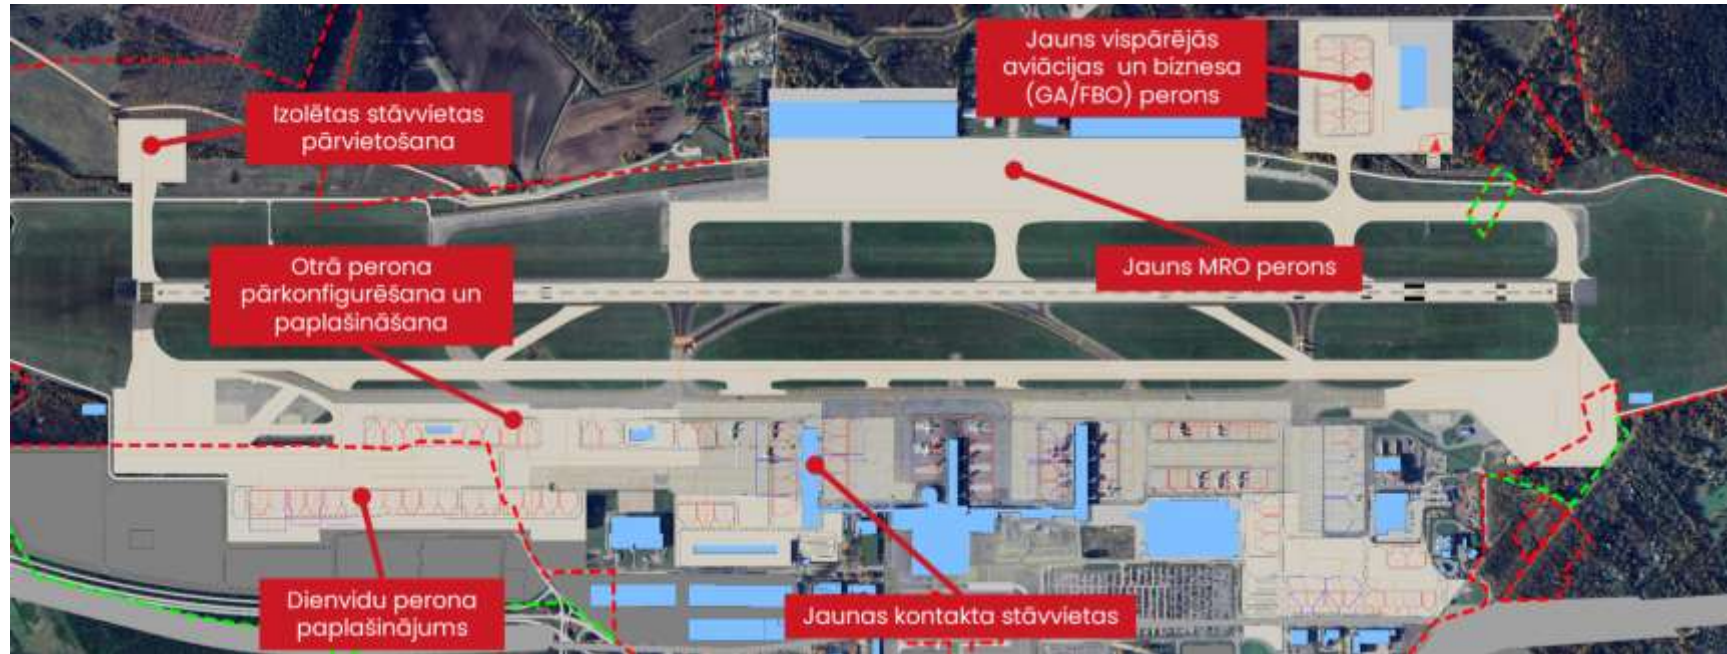 Jauns vispārējās
aviācijas un biznesa
(GA/FBO) perons
Izolētas stāvvietas
pārvietošana
Otrā perona
pārkonfigurēšana un
paplašināšana
Jauns MRO perons
Dienvidu perona
paplašinājums
Jaunas kontakta stāvvietas